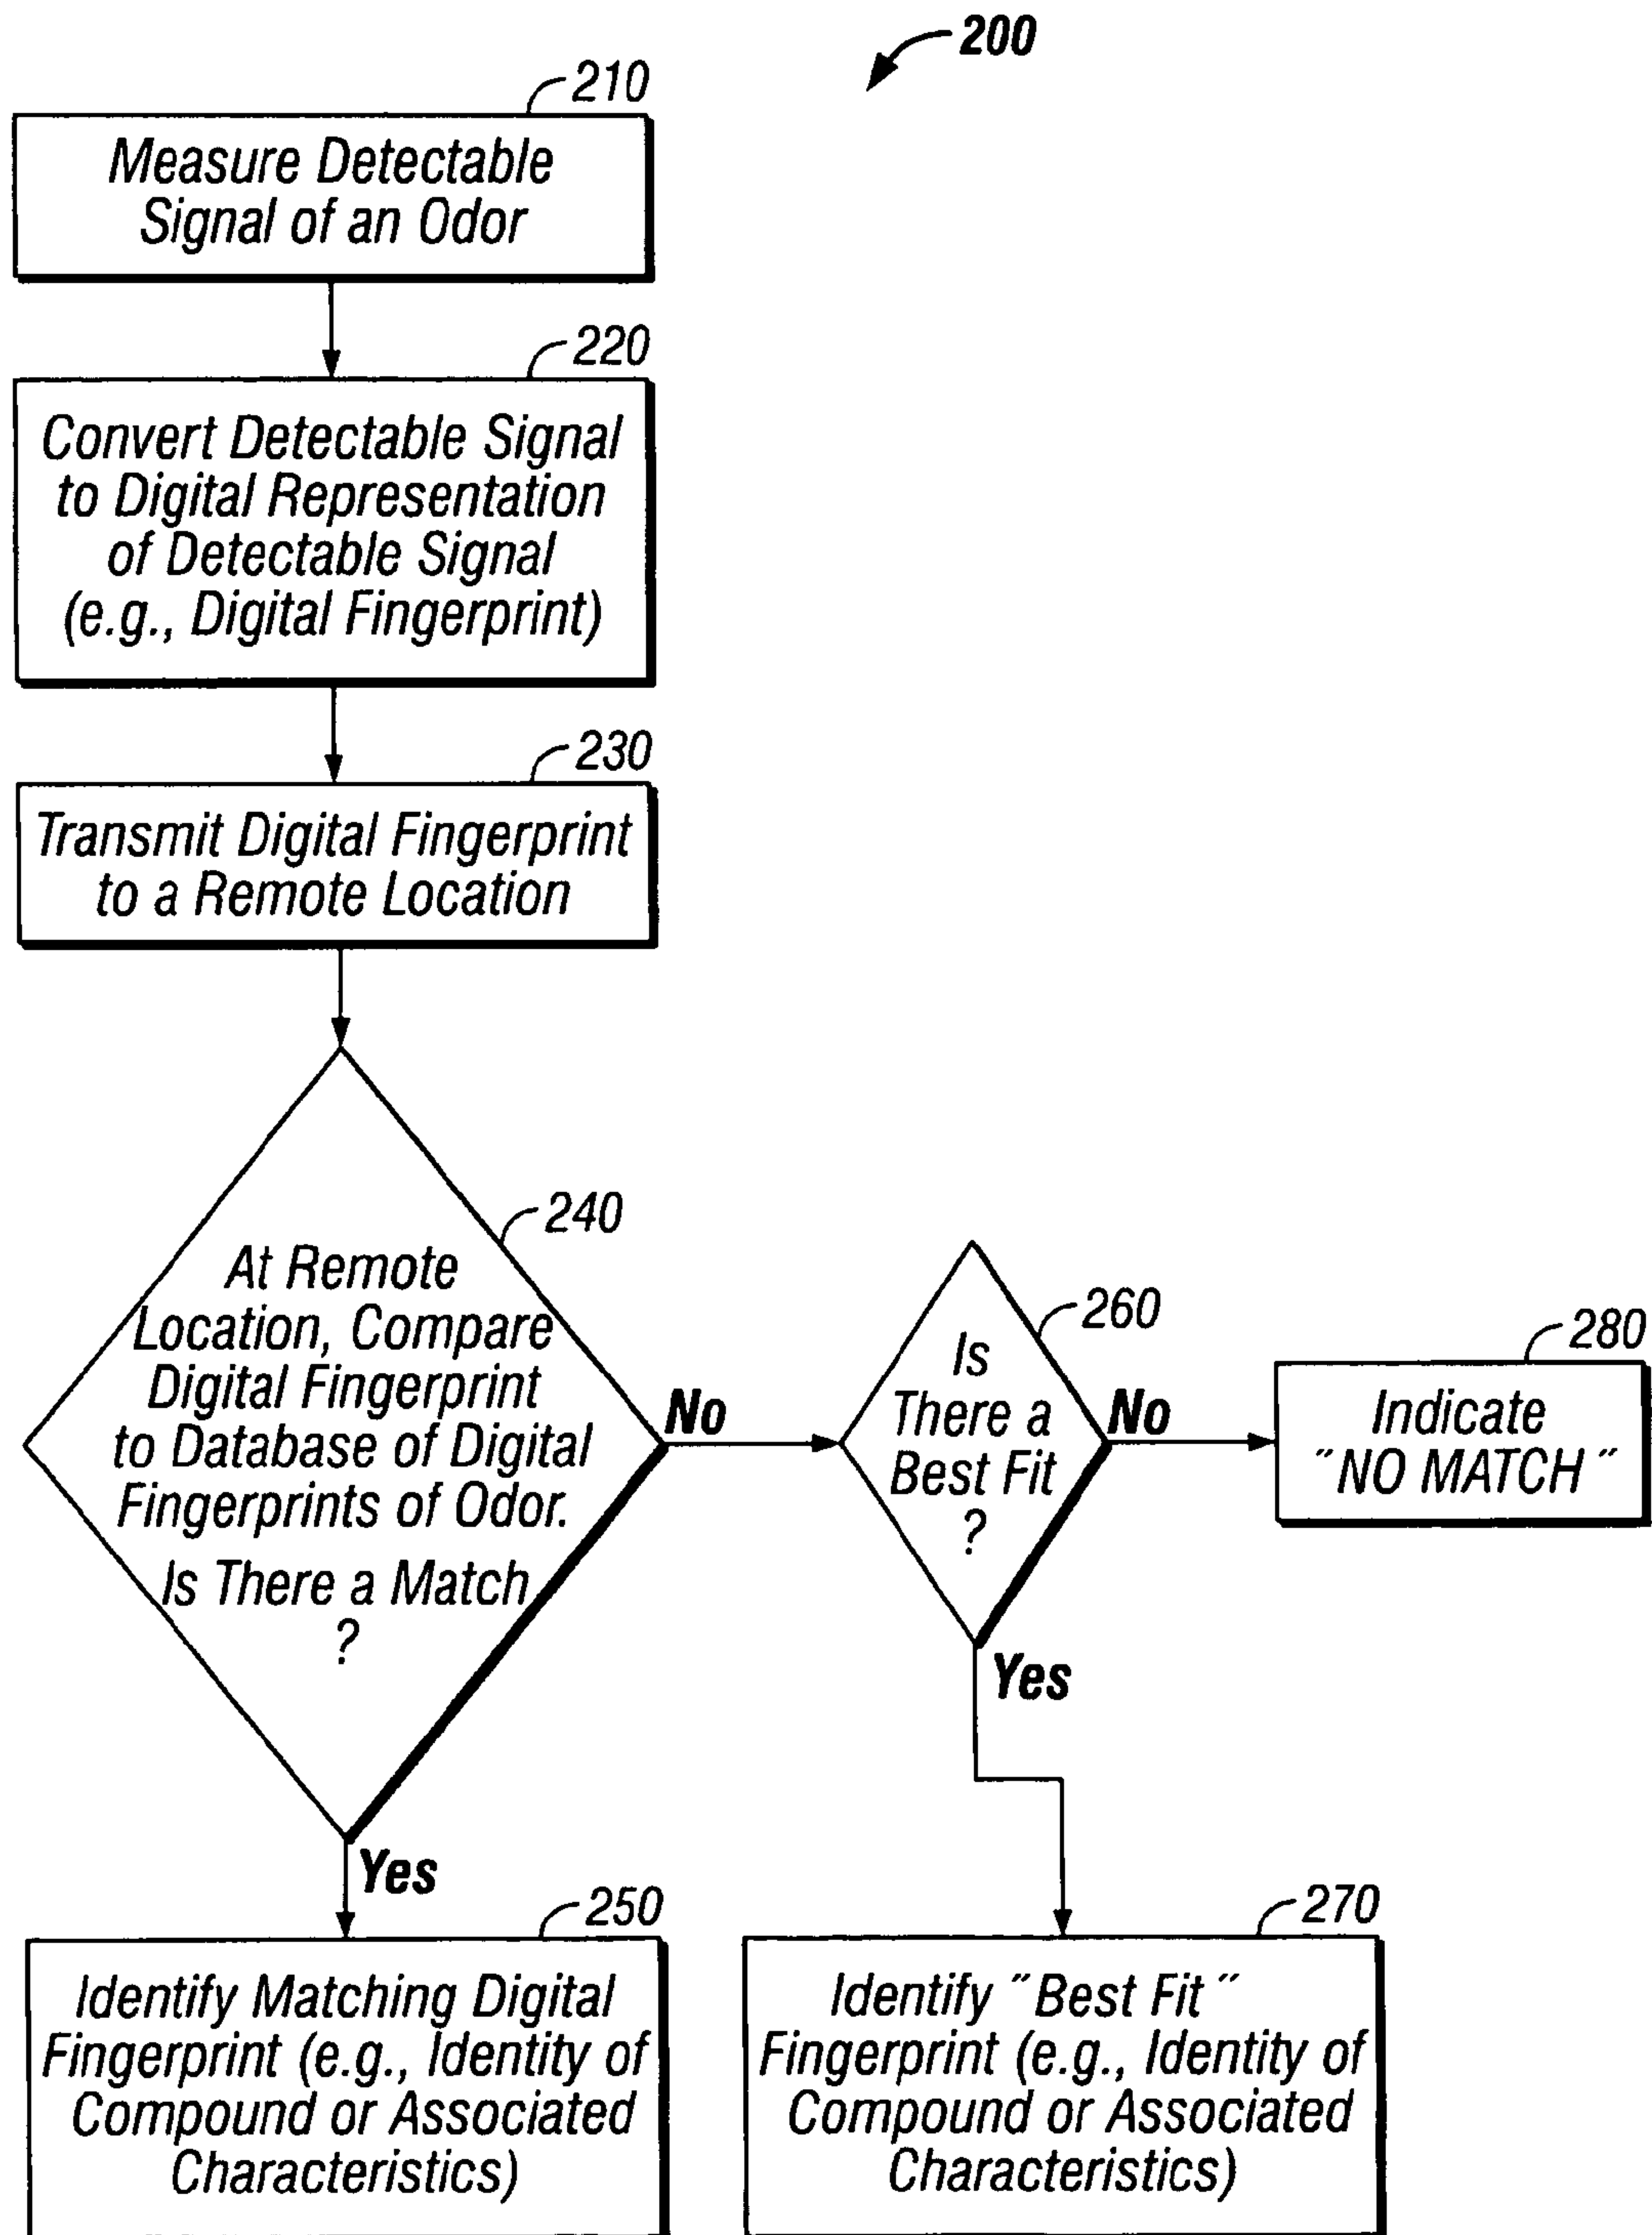 200
210
Measure Detectable
Signal of an Odor
220
Convert Detectable Signal
to Digital Representation
of Detectable Signal
(e.g., Digital Fingerprint)
230
Transmit Digital Fingerprint
to a Remote Location
240
At Remote
Location, Compare
Digital Fingerprint
to Database of Digital
Fingerprints of Odor.
Is There a Match
?
No
260
Is
There a
Best Fit
?
No
280
Indicate
"NO MATCH"
Yes
Yes
250
Identify Matching Digital
Fingerprint (e.g., Identity of
Compound or Associated
Characteristics)
270
Identify "Best Fit"
Fingerprint (e.g., Identity of
Compound or Associated
Characteristics)